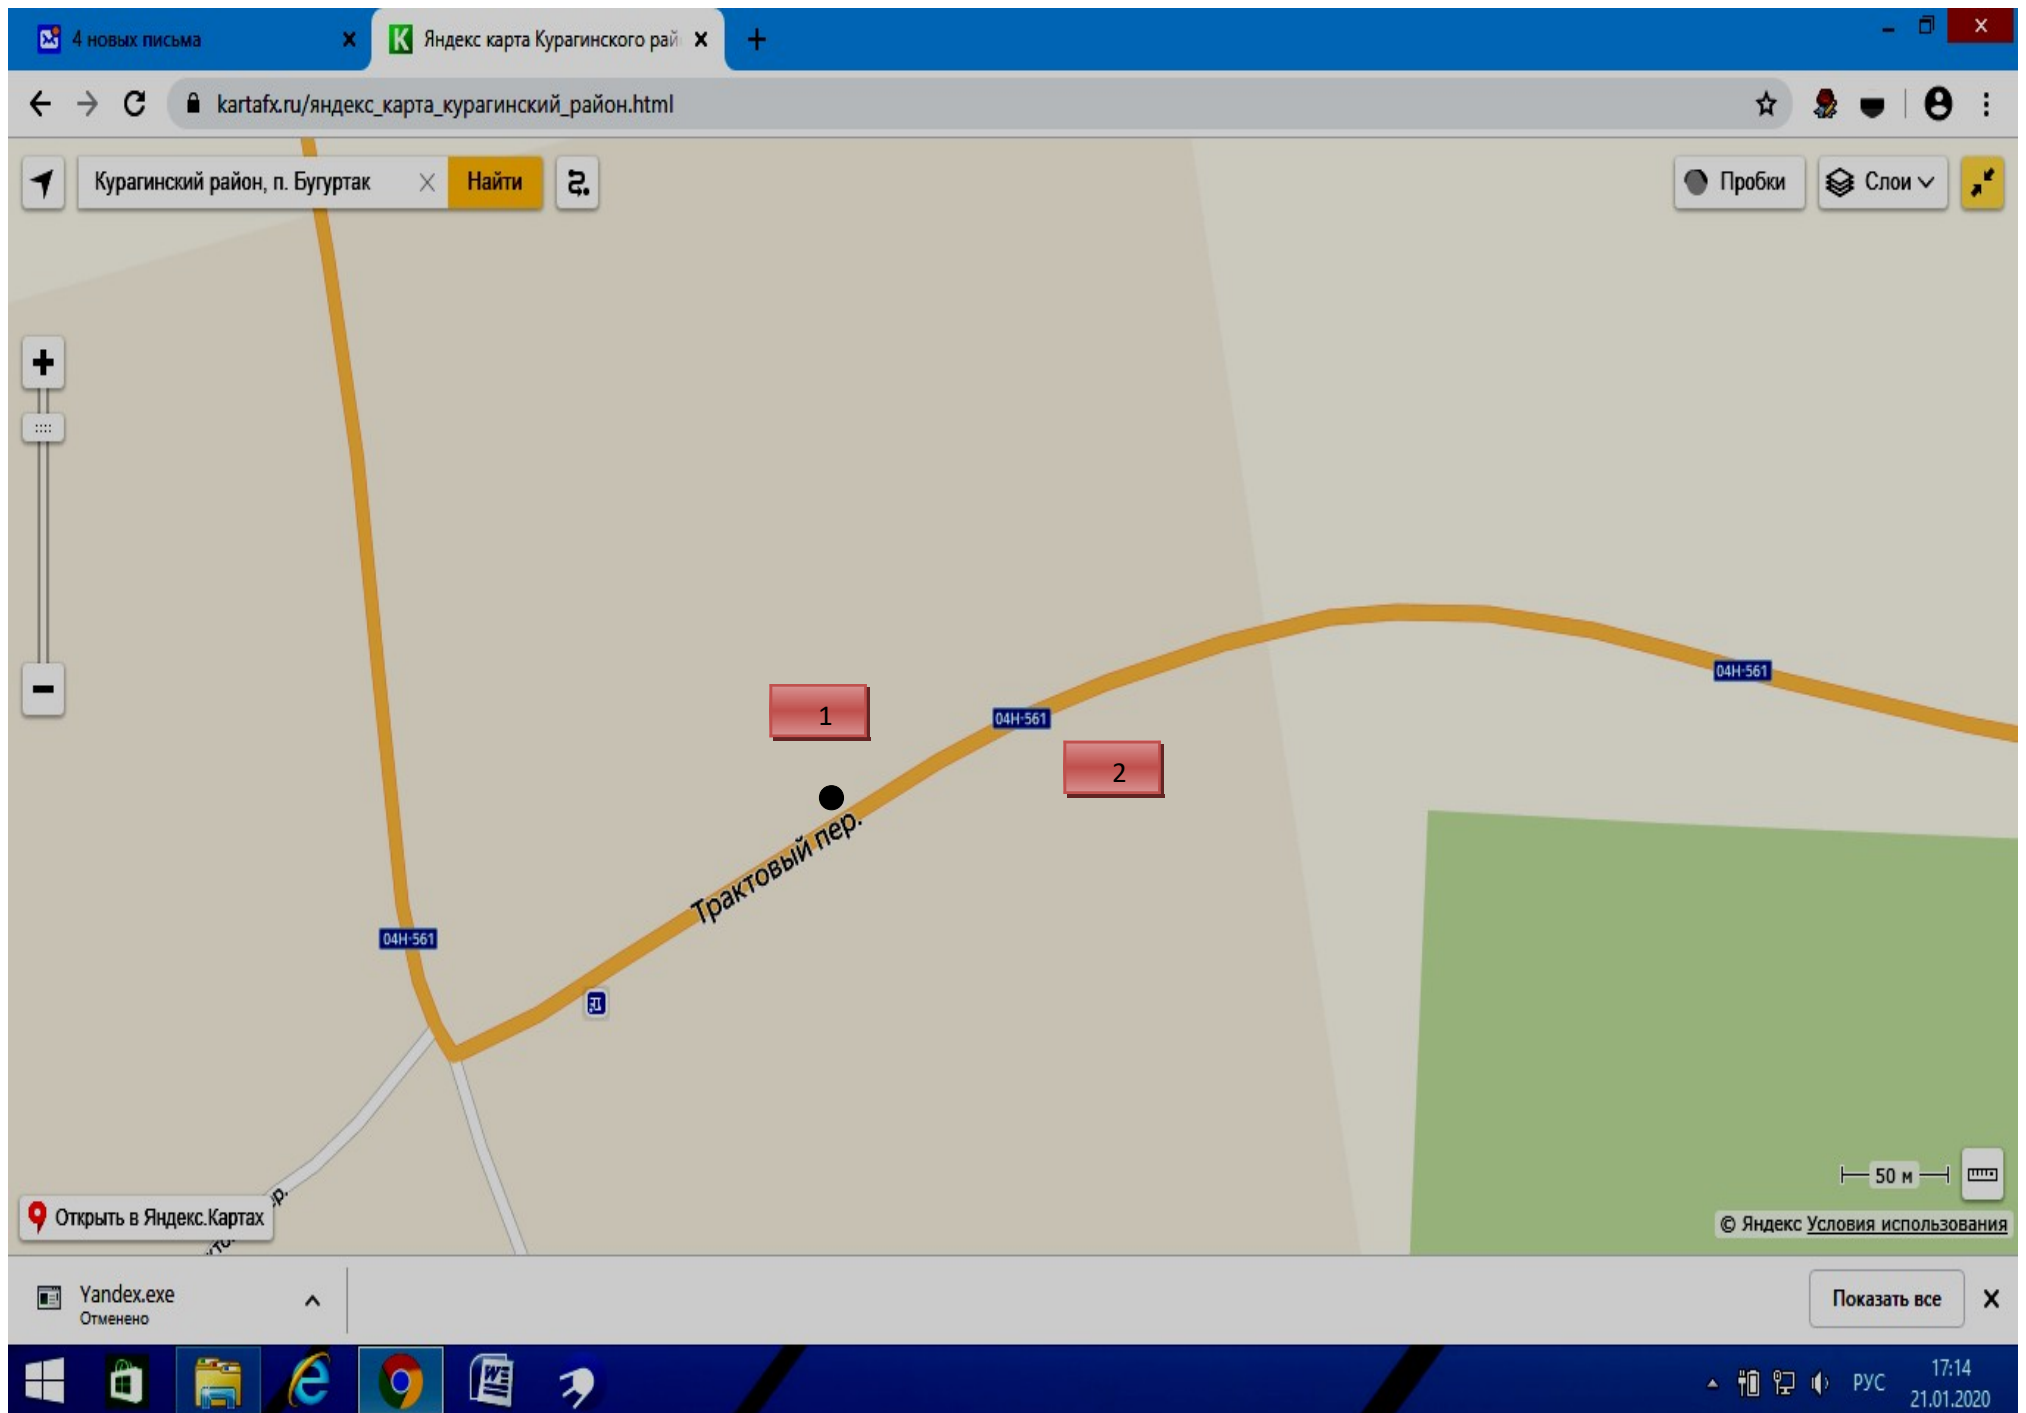 4 новых письма
Яндекс карта Курагинского рай
kartafx.ru/яндекс_карта_курагинский_район.html
Курагинский район, п. Бугуртак
Найти
Пробки
Слои
1
04Н-561
04Н-561
2
Трактовый пер.
04Н-561
50 м
Открыть в Яндекс.Картах
© Яндекс Условия использования
Yandex.exe
Отменено
Показать все
РУС
17:14
21.01.2020